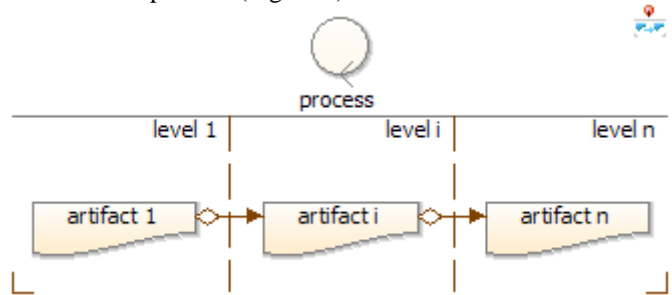 process
level 1
level i
level n
artifact 1
artifact i
artifact n